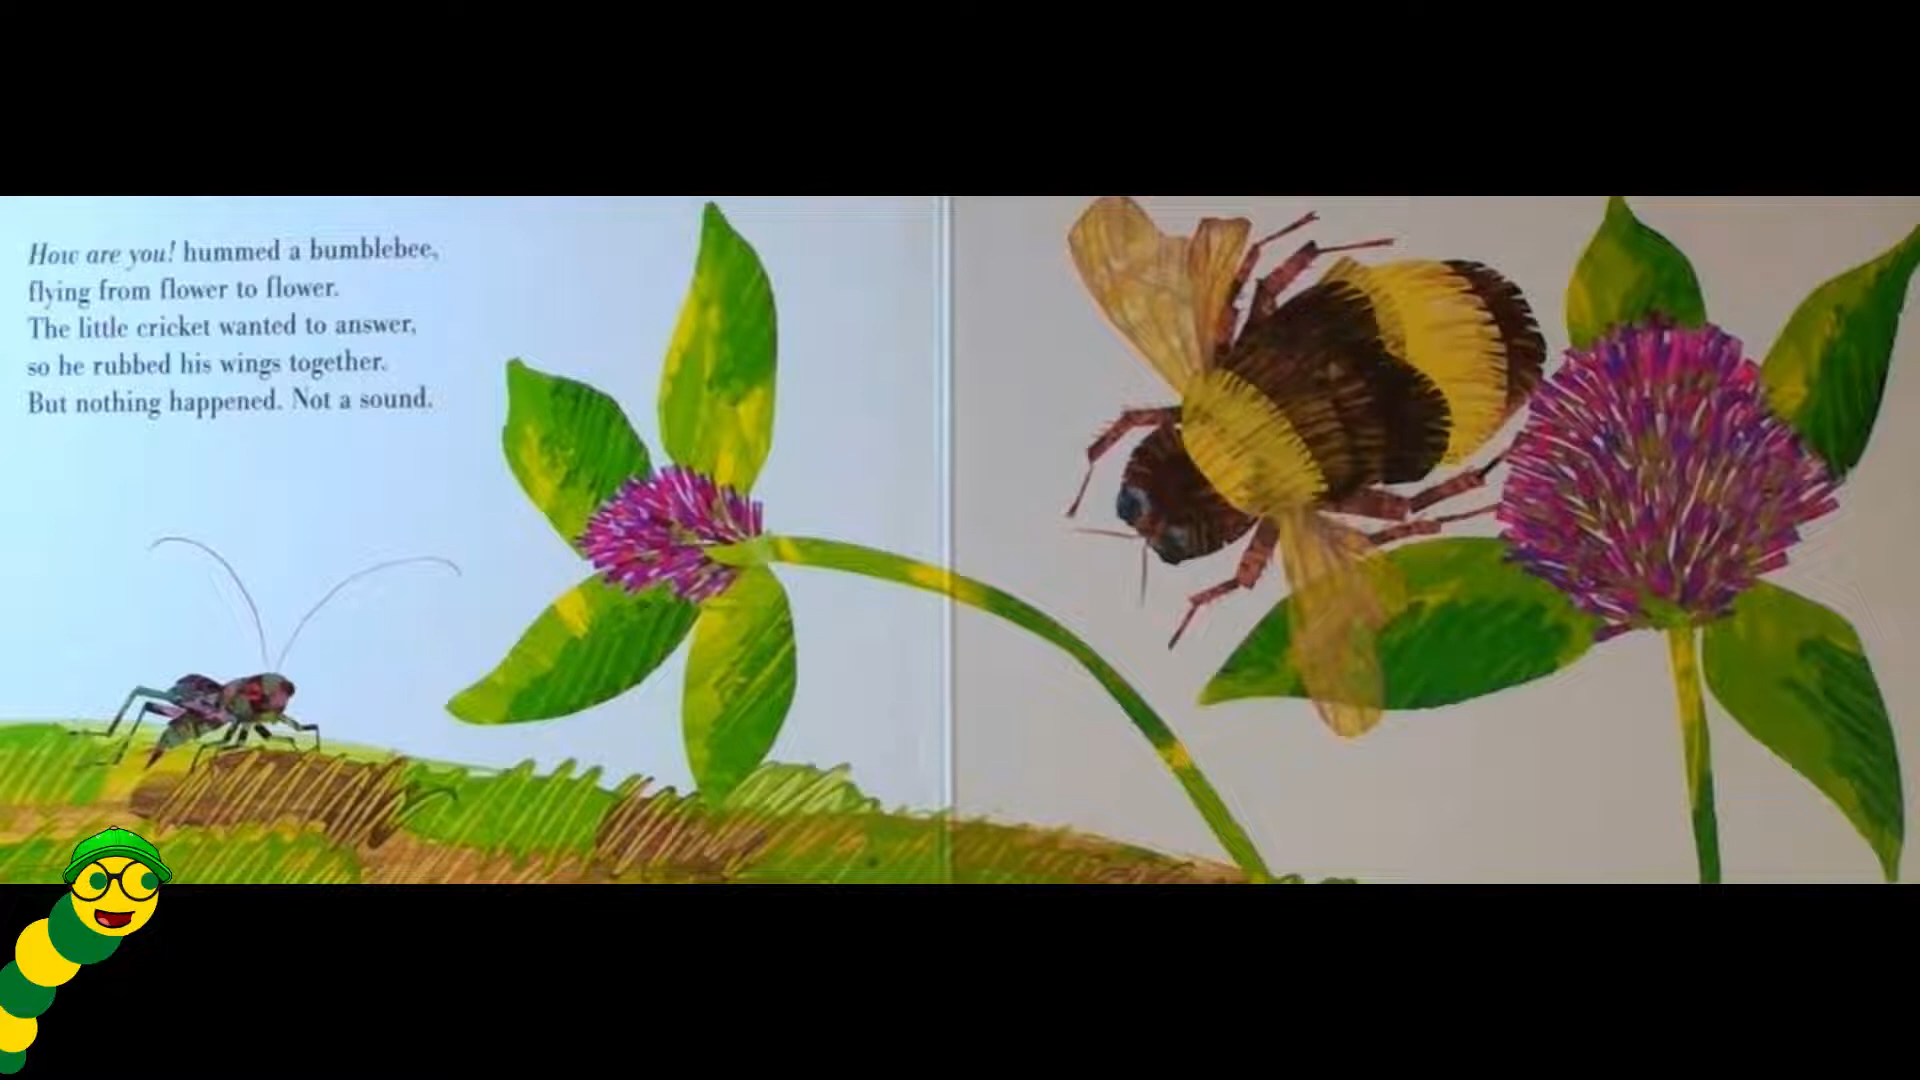 How are you! hummed a bumblebee,
flying from flower to flower.
The little cricket wanted to answer,
so he rubbed his wings together.
But nothing happened. Not a sound.